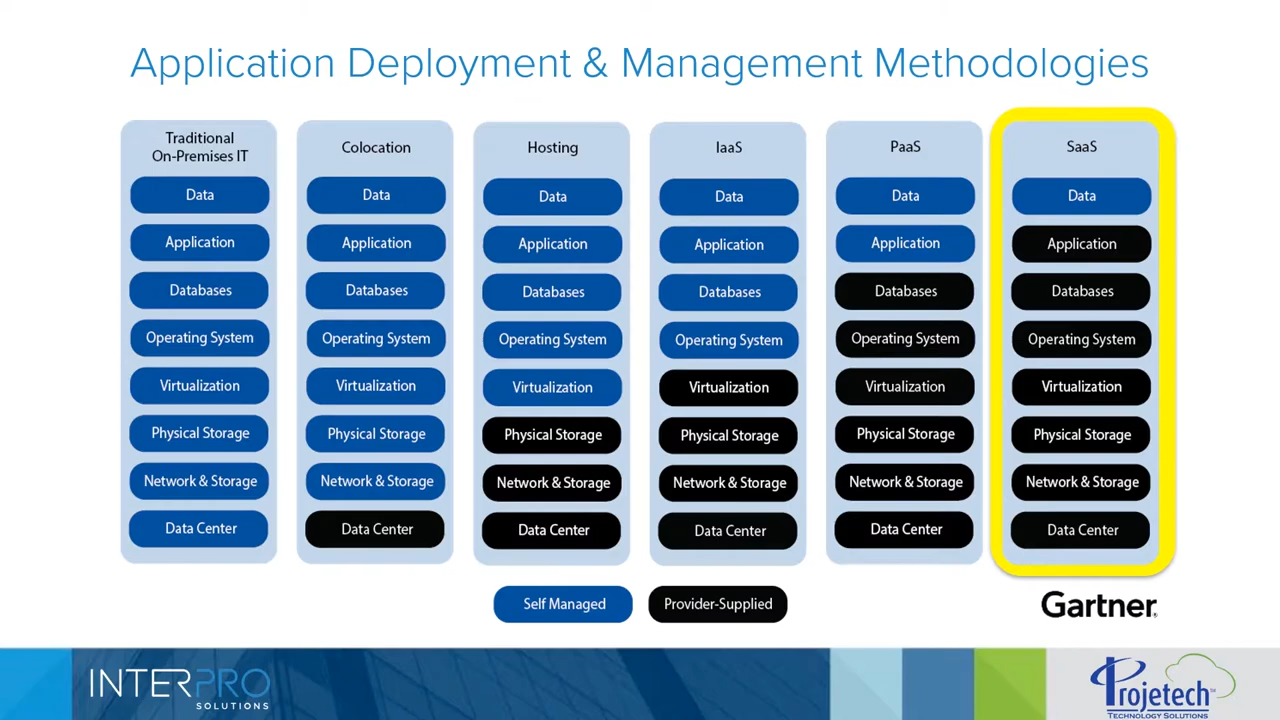 Application Deployment & Management Methodologies
Traditional
On-Premises IT
Data
Application
Databases
Operating System
Virtualization
Physical Storage
Network & Storage
Data Center
Colocation
Data
Application
Databases
Operating System
Virtualization
Physical Storage
Network & Storage
Data Center
Hosting
Data
Application
Databases
Operating System
Virtualization
Physical Storage
Network & Storage
Data Center
IaaS
Data
Application
Databases
Operating System
Virtualization
Physical Storage
Network & Storage
Data Center
PaaS
Data
Application
Databases
Operating System
Virtualization
Physical Storage
Network & Storage
Data Center
SaaS
Data
Application
Databases
Operating System
Virtualization
Physical Storage
Network & Storage
Data Center
Self Managed
Provider-Supplied
Gartner
INTERPRO
SOLUTIONS
Projetech
TECHNOLOGY SOLUTIONS